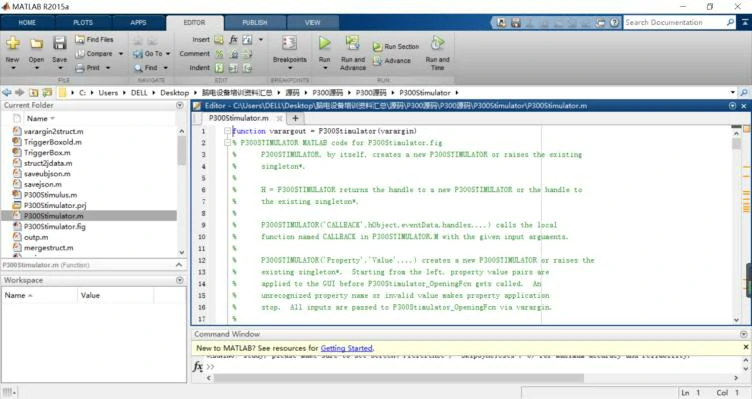 MATLAB R2015a
HOME PLOTS APPS EDITOR PUBLISH VIEW
Search Documentation
New Open Save Find Files Compare Print
Go To Find
Insert Comment Indent
Breakpoints Run Run and Advance Run Section Advance Run and Time
FILE NAVIGATE EDIT BREAKPOINTS RUN
C: Users DELL Desktop 脑电设备培训资料汇总 源码 P300源码 P300源码 P300Stimulator
Current Folder
Name
varargin2struct.m
TriggerBoxold.m
TriggerBox.m
struct2jdata.m
saveubjson.m
savejson.m
P300Stimulus.m
P300Stimulator.prj
P300Stimulator.m
P300Stimulator.fig
outp.m
mergestruct.m
P300Stimulator.m (Function)
Workspace
Name Value
Editor - C:\Users\DELL\Desktop\脑电设备培训资料汇总\源码\P300源码\P300源码\P300Stimulator\P300Stimulator.m
P300Stimulator.m
1 function varargout = P300Stimulator(varargin)
2 % P300STIMULATOR MATLAB code for P300Stimulator.fig
3 % P300STIMULATOR, by itself, creates a new P300STIMULATOR or raises the existing
4 % singleton*.
5 %
6 % H = P300STIMULATOR returns the handle to a new P300STIMULATOR or the handle to
7 % the existing singleton*.
8 %
9 % P300STIMULATOR('CALLBACK',hObject,eventData,handles,...) calls the local
10 % function named CALLBACK in P300STIMULATOR.M with the given input arguments.
11 %
12 % P300STIMULATOR('Property','Value',...) creates a new P300STIMULATOR or raises the
13 % existing singleton*. Starting from the left, property value pairs are
14 % applied to the GUI before P300Stimulator_OpeningFcn gets called. An
15 % unrecognized property name or invalid value makes property application
16 % stop. All inputs are passed to P300Stimulator_OpeningFcn via varargin.
17 %
Command Window
New to MATLAB? See resources for Getting Started.
fx >>
Ln 1 Col 1